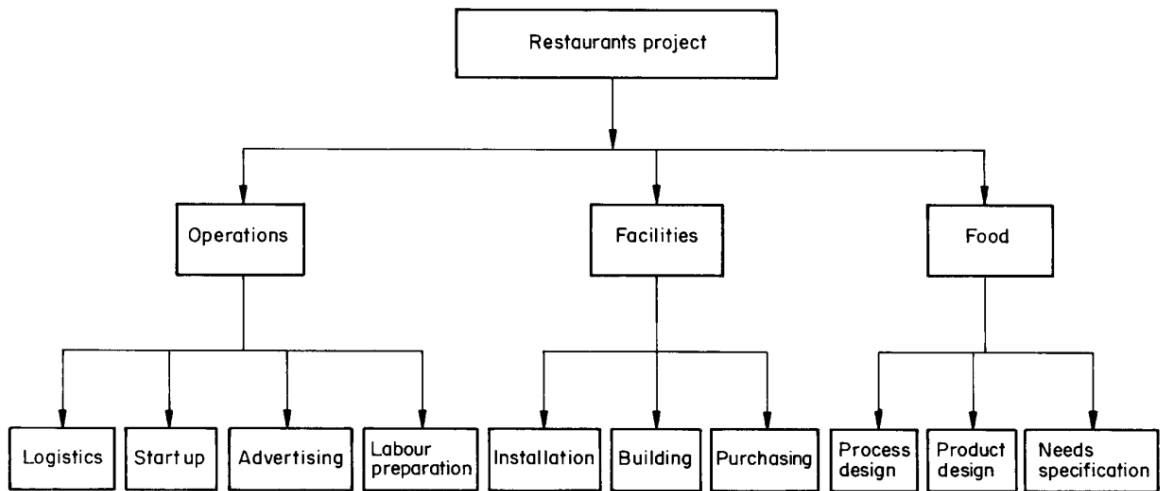 Restaurants project
Operations
Facilities
Food
Logistics
Start up
Advertising
Labour
preparation
Installation
Building
Purchasing
Process
design
Product
design
Needs
specification